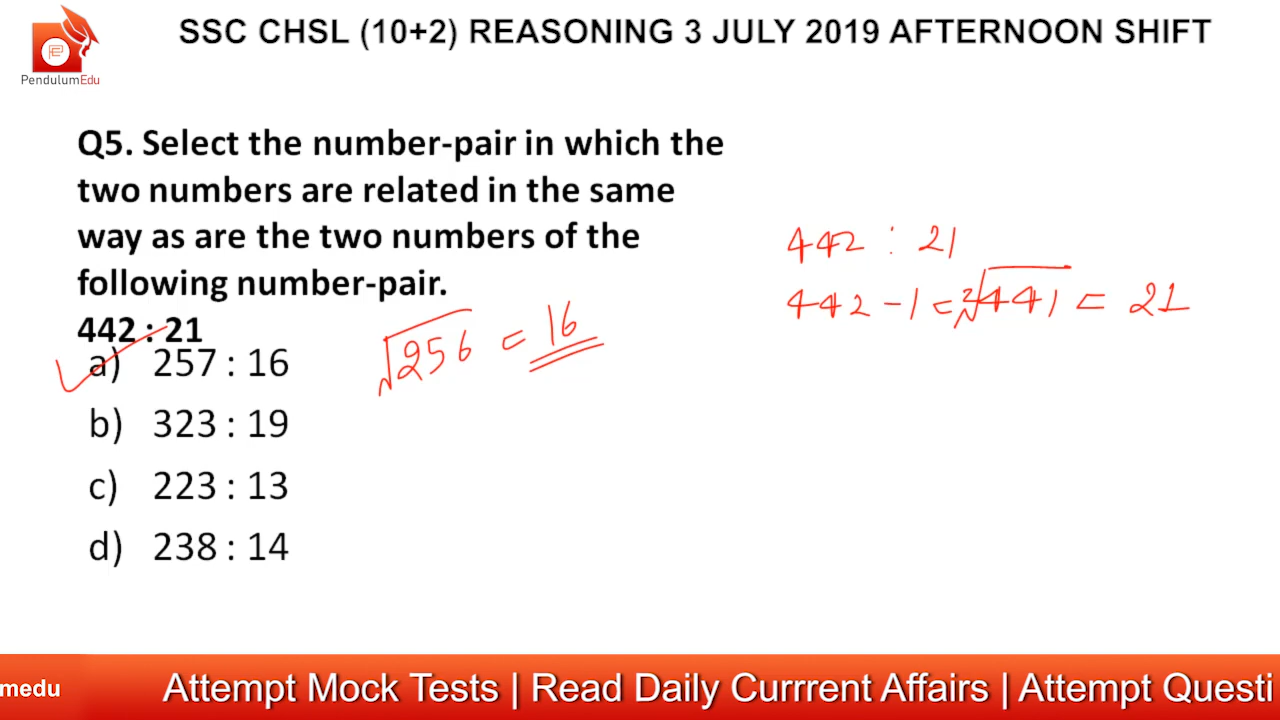 SSC CHSL (10+2) REASONING 3 JULY 2019 AFTERNOON SHIFT
PendulumEdu
Q5. Select the number-pair in which the
two numbers are related in the same
way as are the two numbers of the
following number-pair.
442 : 21
a) 257 : 16
b) 323 : 19
c) 223 : 13
d) 238 : 14
√256 = 16
442 : 21
442 - 1 = ²√441 = 21
medu
Attempt Mock Tests | Read Daily Currrent Affairs | Attempt Questi